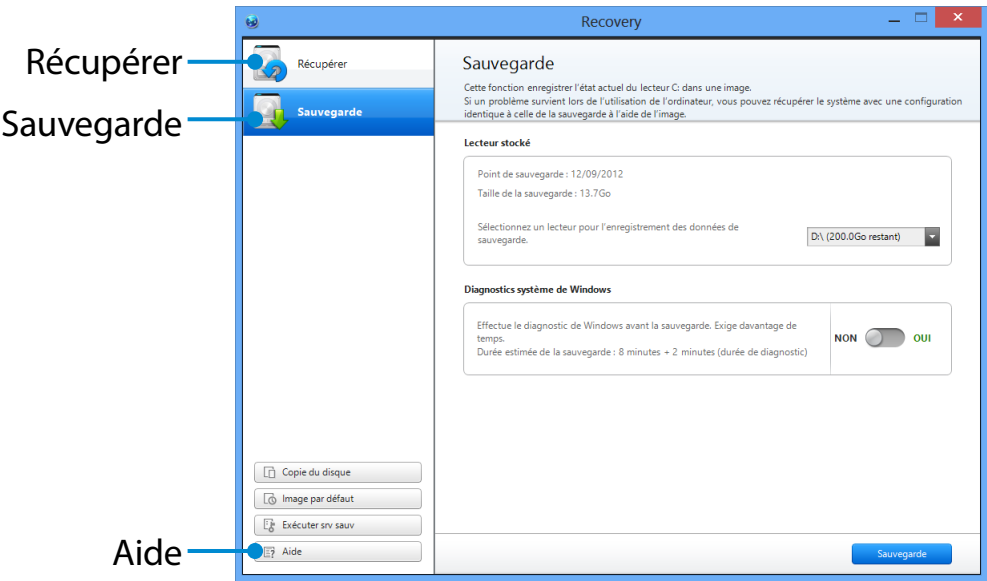 Récupérer
Sauvegarde
Aide
Recovery
Récupérer
Sauvegarde
Copie du disque
Image par défaut
Exécuter srv sauv
Aide
Sauvegarde
Cette fonction enregistrer l'état actuel du lecteur C: dans une image.
Si un problème survient lors de l'utilisation de l'ordinateur, vous pouvez récupérer le système avec une configuration
identique à celle de la sauvegarde à l'aide de l'image.
Lecteur stocké
Point de sauvegarde : 12/09/2012
Taille de la sauvegarde : 13.7Go
Sélectionnez un lecteur pour l'enregistrement des données de
sauvegarde.
D:\ (200.0Go restant)
Diagnostics système de Windows
Effectue le diagnostic de Windows avant la sauvegarde. Exige davantage de
temps.
Durée estimée de la sauvegarde : 8 minutes + 2 minutes (durée de diagnostic)
NON OUI
Sauvegarde